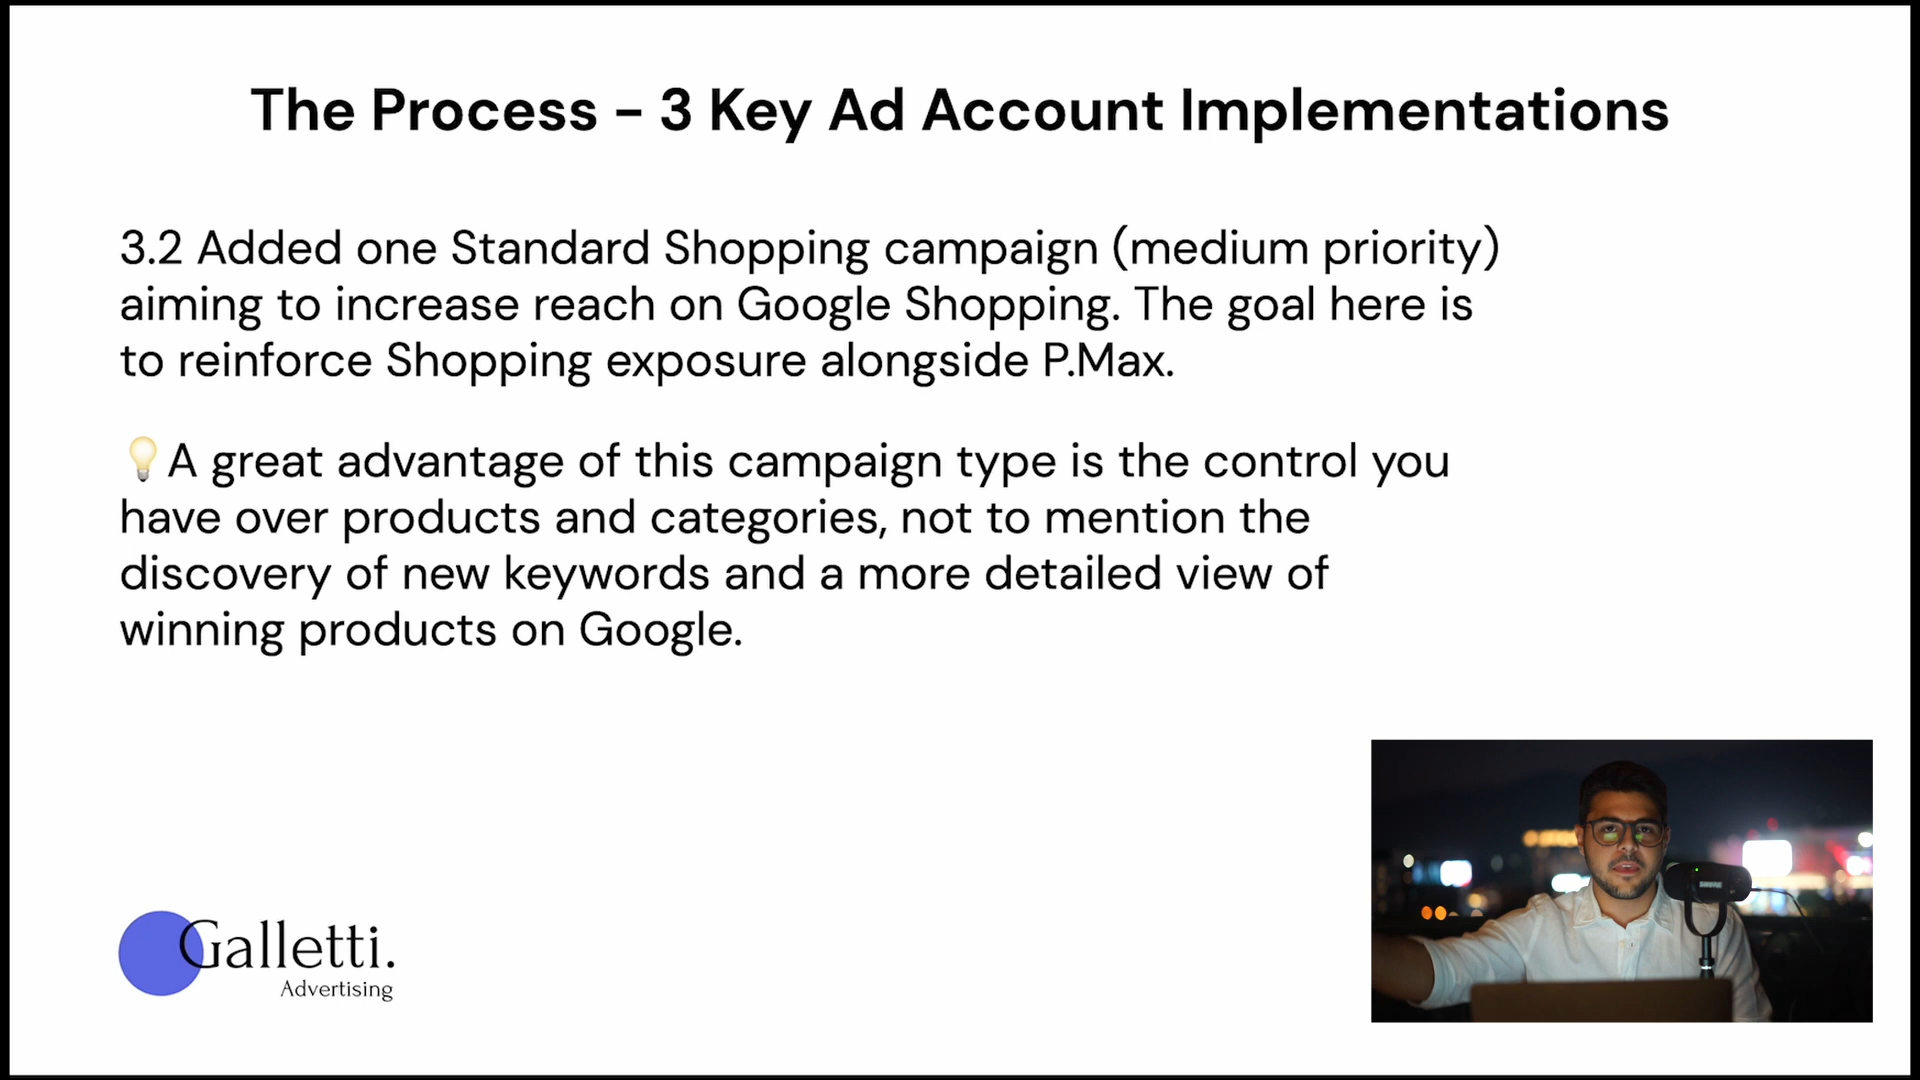 The Process – 3 Key Ad Account Implementations
3.2 Added one Standard Shopping campaign (medium priority)
aiming to increase reach on Google Shopping. The goal here is
to reinforce Shopping exposure alongside P.Max.
💡A great advantage of this campaign type is the control you
have over products and categories, not to mention the
discovery of new keywords and a more detailed view of
winning products on Google.
Galletti.
Advertising
SHURE